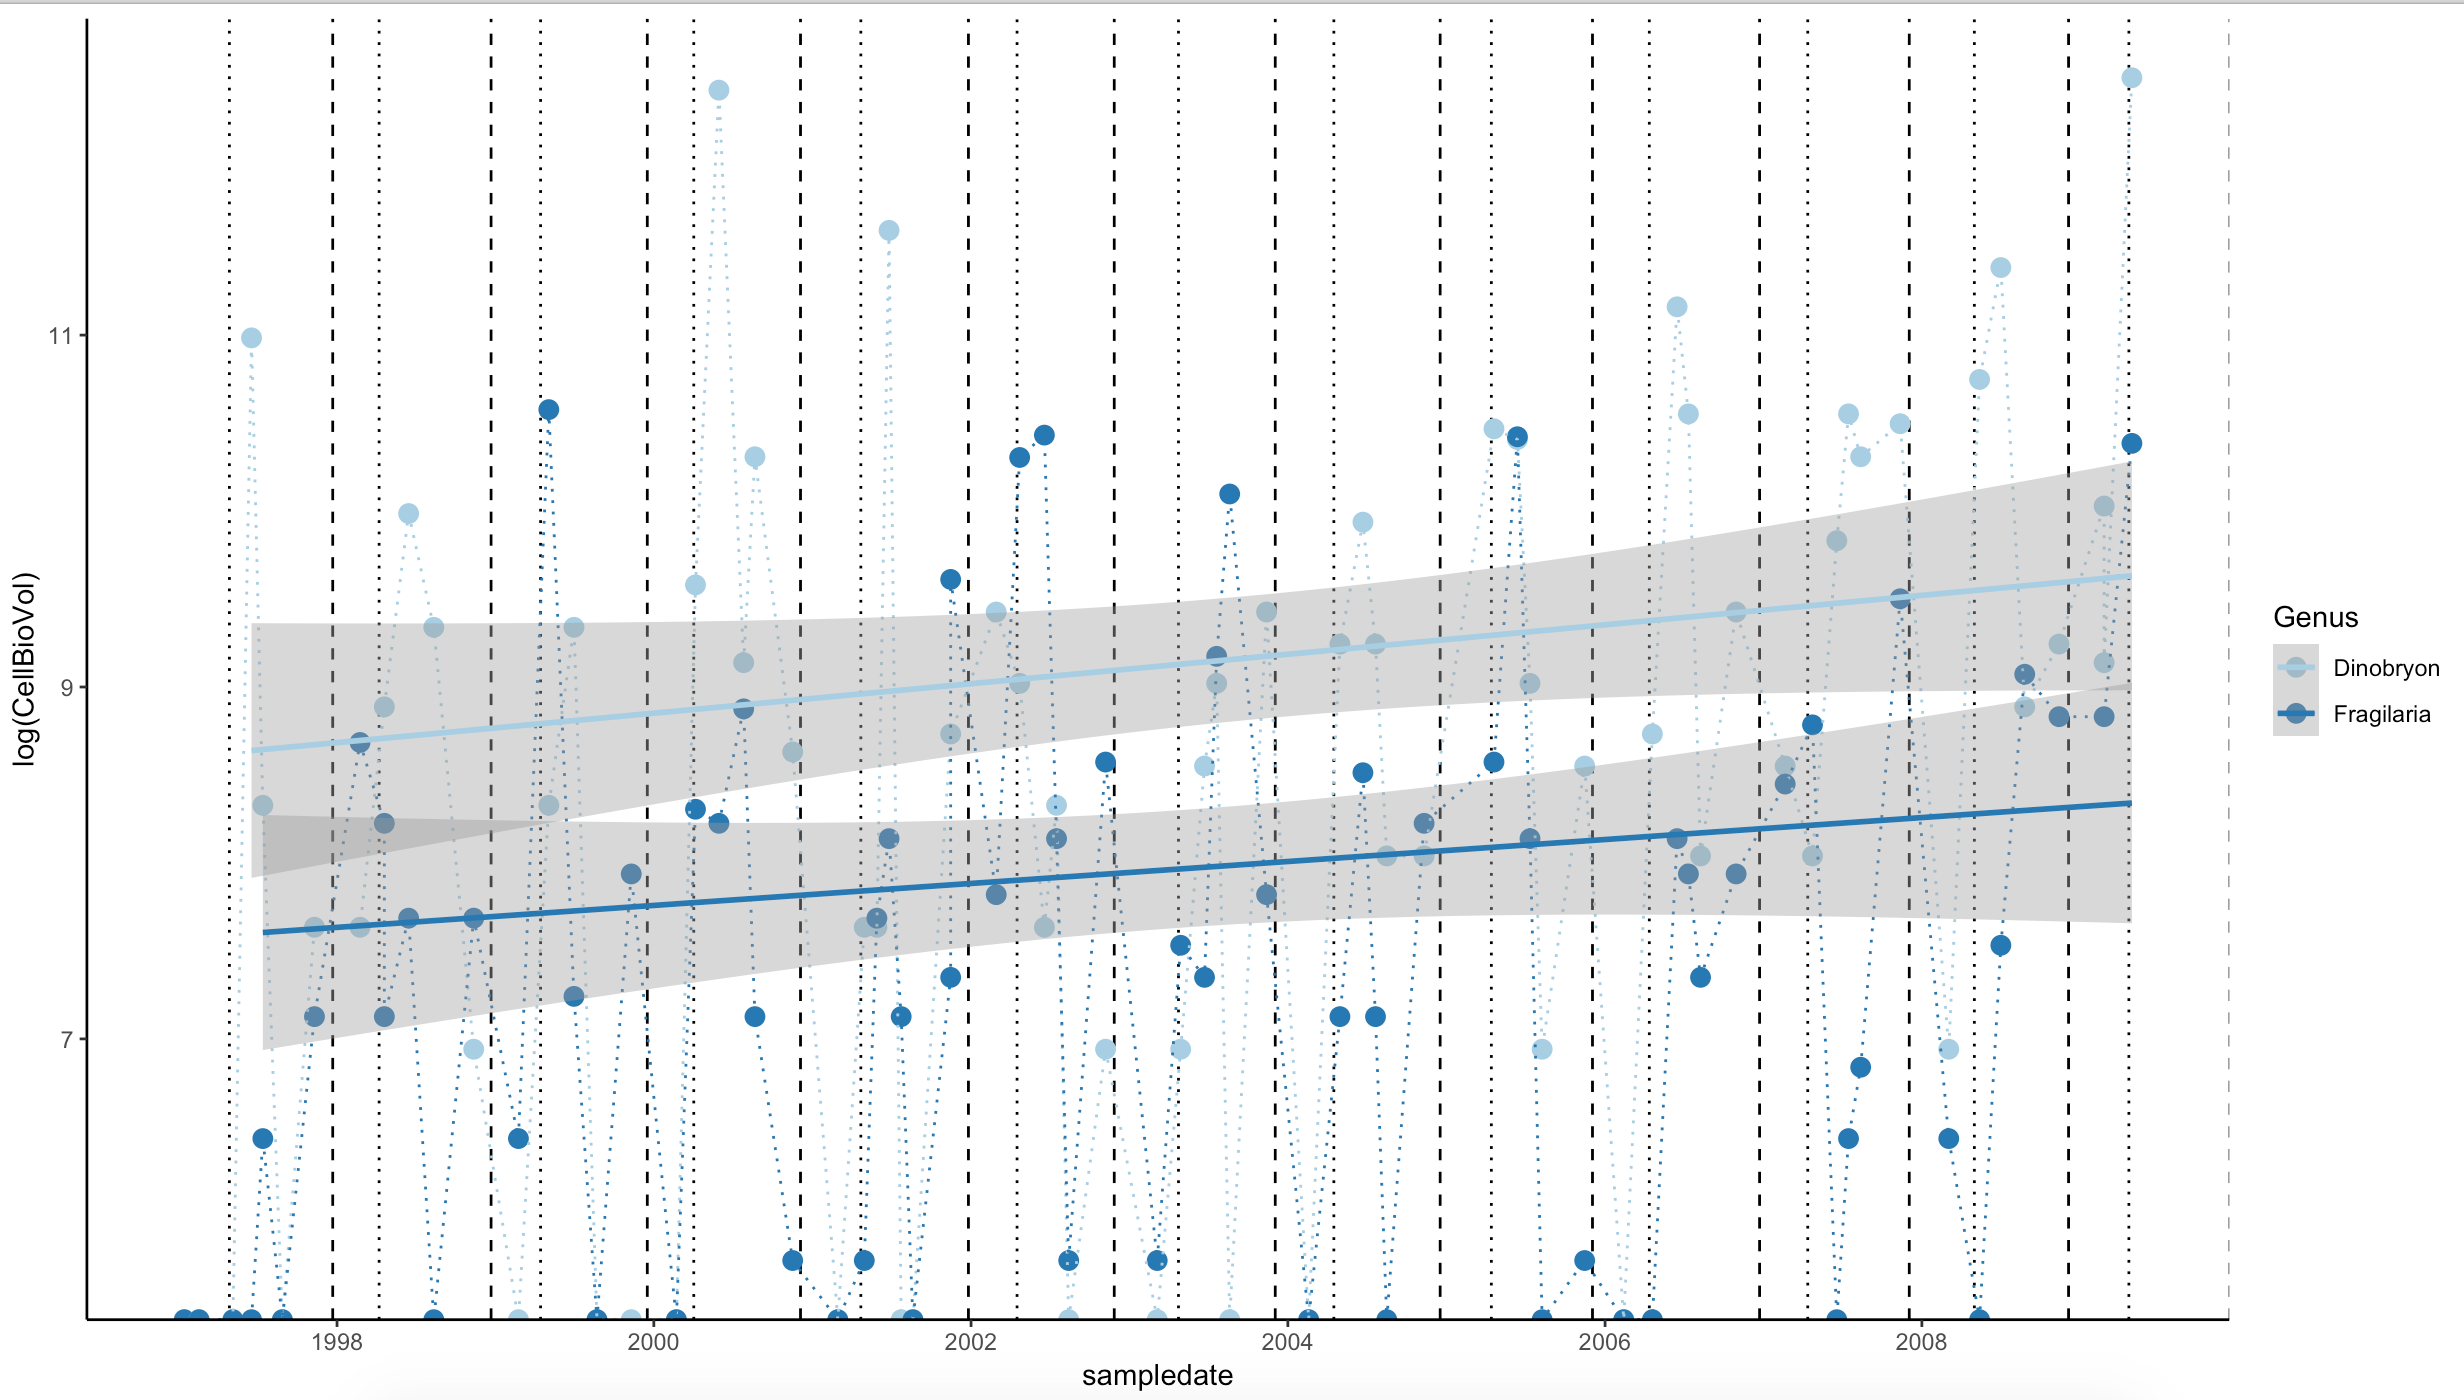 11
9
7
log(CellBioVol)
1998 2000 2002 2004 2006 2008
sampledate
Genus
Dinobryon
Fragilaria